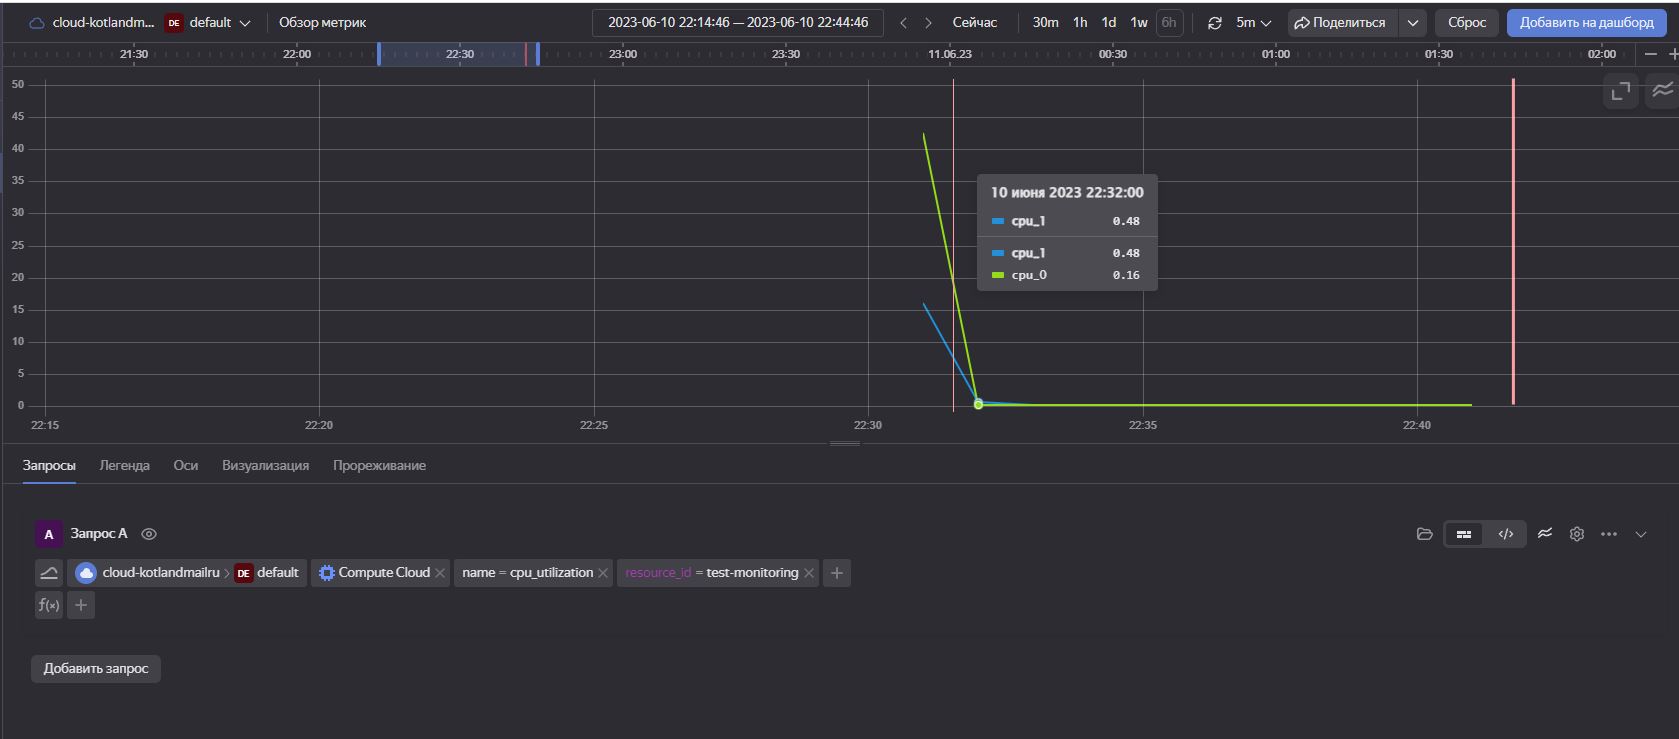 cloud-kotlandm... DE default Обзор метрик 2023-06-10 22:14:46 — 2023-06-10 22:44:46 Сейчас 30m 1h 1d 1w 6h 5m Поделиться Сброс Добавить на дашборд
21:30 22:00 22:30 23:00 23:30 11.06.23 00:30 01:00 01:30 02:00
50
45
40
35
30
25
20
15
10
5
0
10 июня 2023 22:32:00
cpu_1 0.48
cpu_1 0.48
cpu_0 0.16
22:15 22:20 22:25 22:30 22:35 22:40
Запросы Легенда Оси Визуализация Прореживание
A Запрос A
cloud-kotlandmailru > DE default Compute Cloud name = cpu_utilization resource_id = test-monitoring
f(x)
Добавить запрос